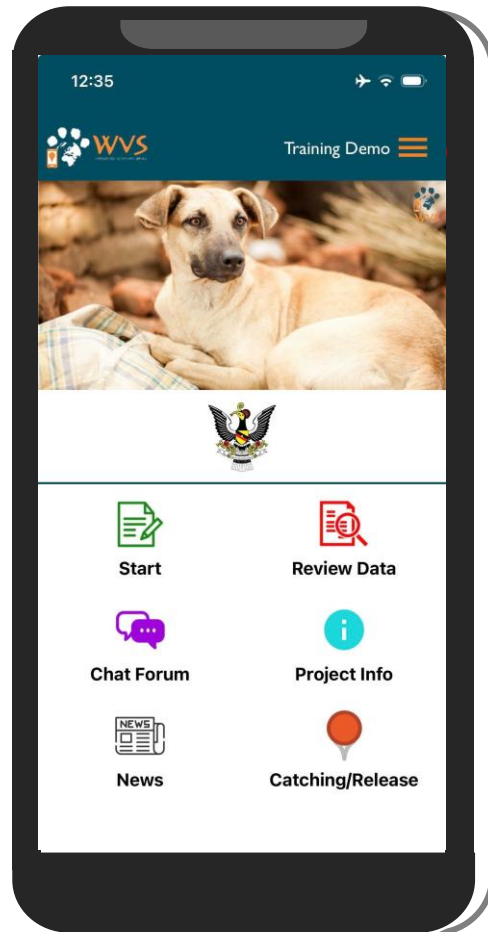 12:35
WVS
Training Demo
Start
Review Data
Chat Forum
Project Info
NEWS
News
Catching/Release